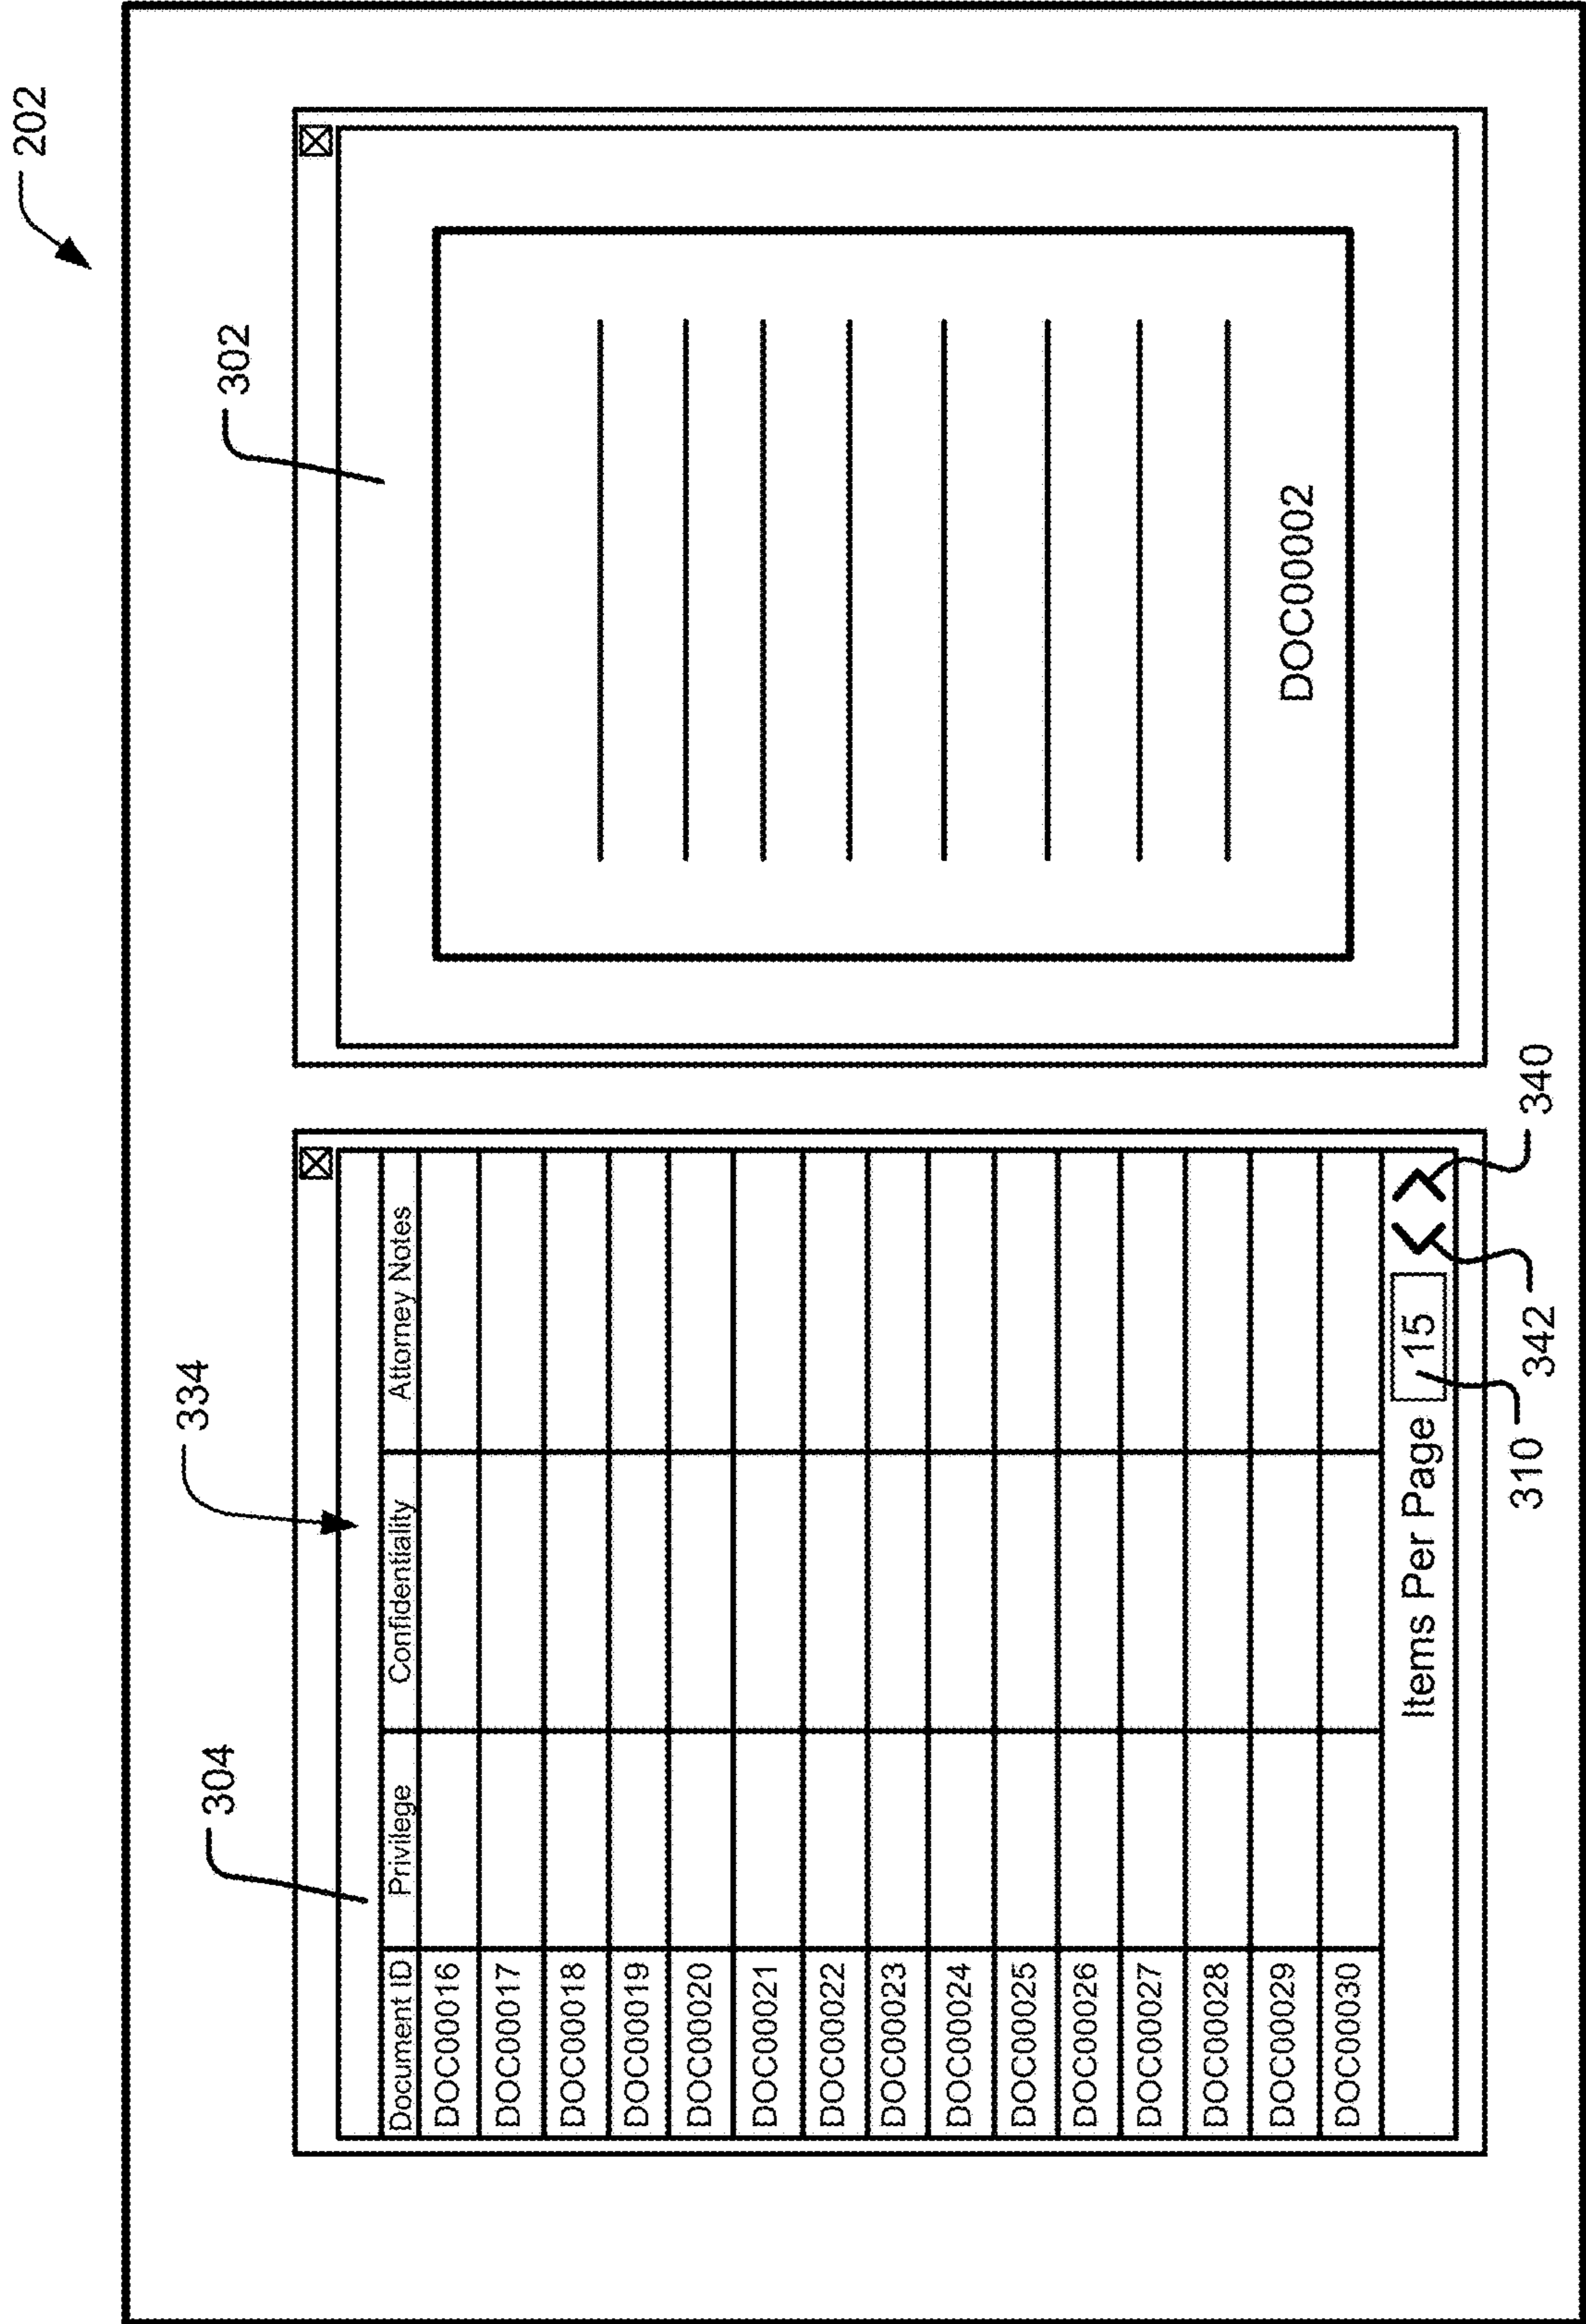 202
302
304
334
Document ID Privilege Confidentiality Attorney Notes
DOC00016
DOC00017
DOC00018
DOC00019
DOC00020
DOC00021
DOC00022
DOC00023
DOC00024
DOC00025
DOC00026
DOC00027
DOC00028
DOC00029
DOC00030
Items Per Page 15 < >
310
342
340
DOC00002